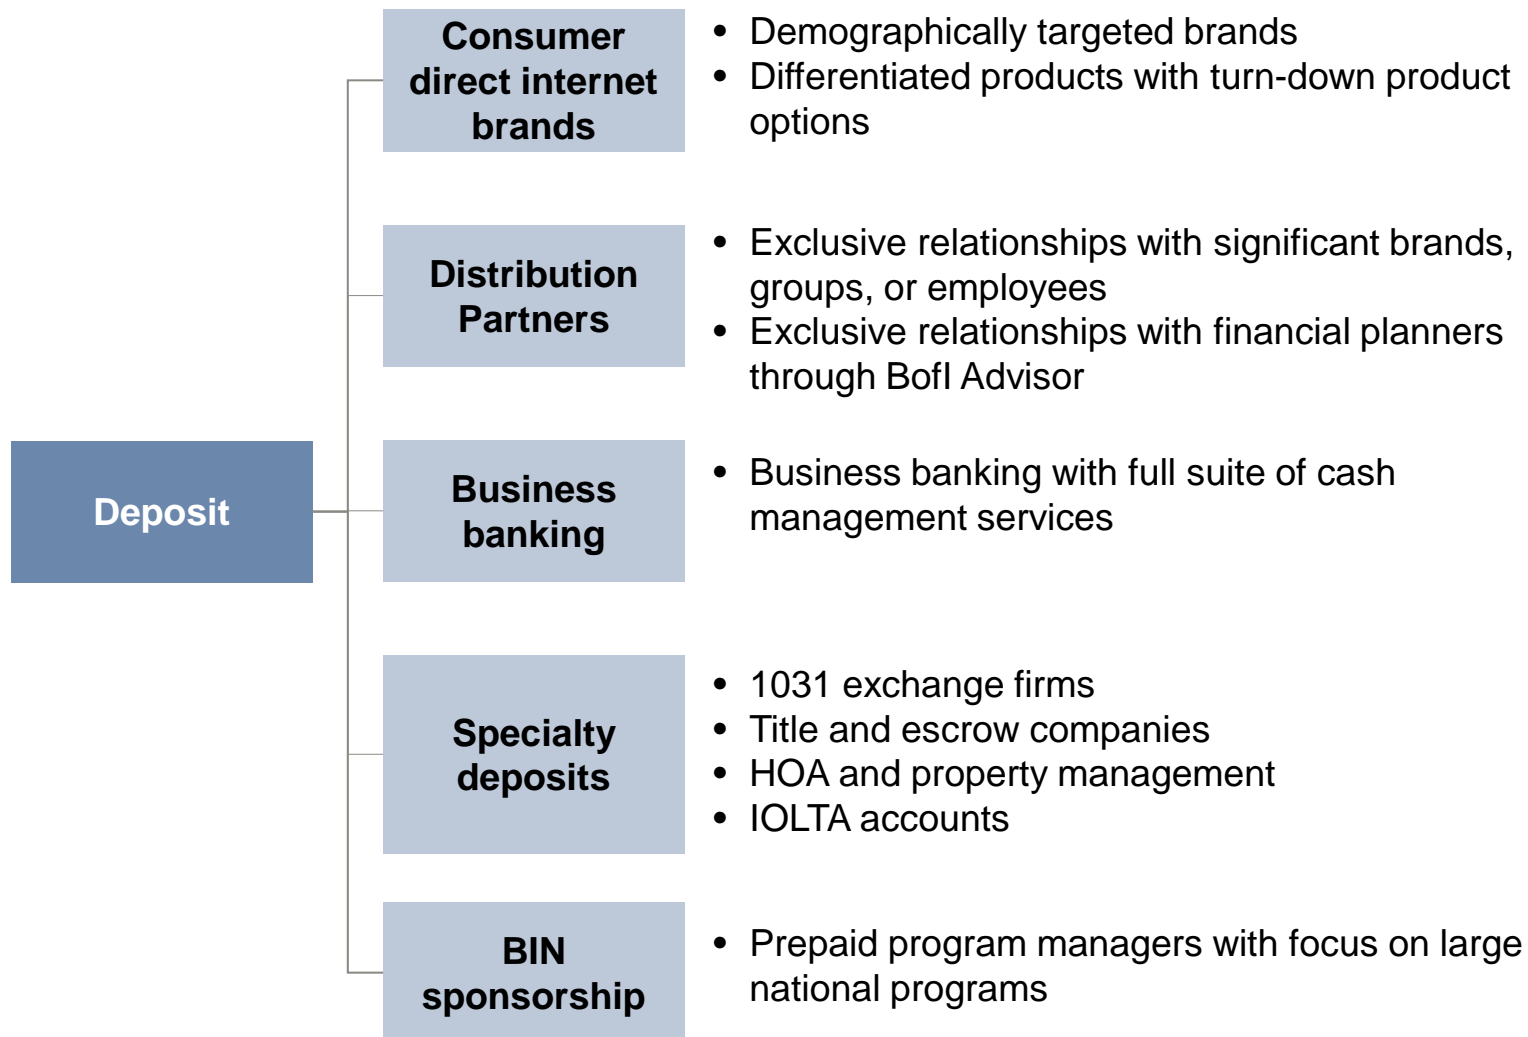 Consumer
direct internet
brands
• Demographically targeted brands
• Differentiated products with turn-down product
options
Distribution
Partners
• Exclusive relationships with significant brands,
groups, or employees
• Exclusive relationships with financial planners
through BofI Advisor
Deposit
Business
banking
• Business banking with full suite of cash
management services
Specialty
deposits
• 1031 exchange firms
• Title and escrow companies
• HOA and property management
• IOLTA accounts
BIN
sponsorship
• Prepaid program managers with focus on large
national programs